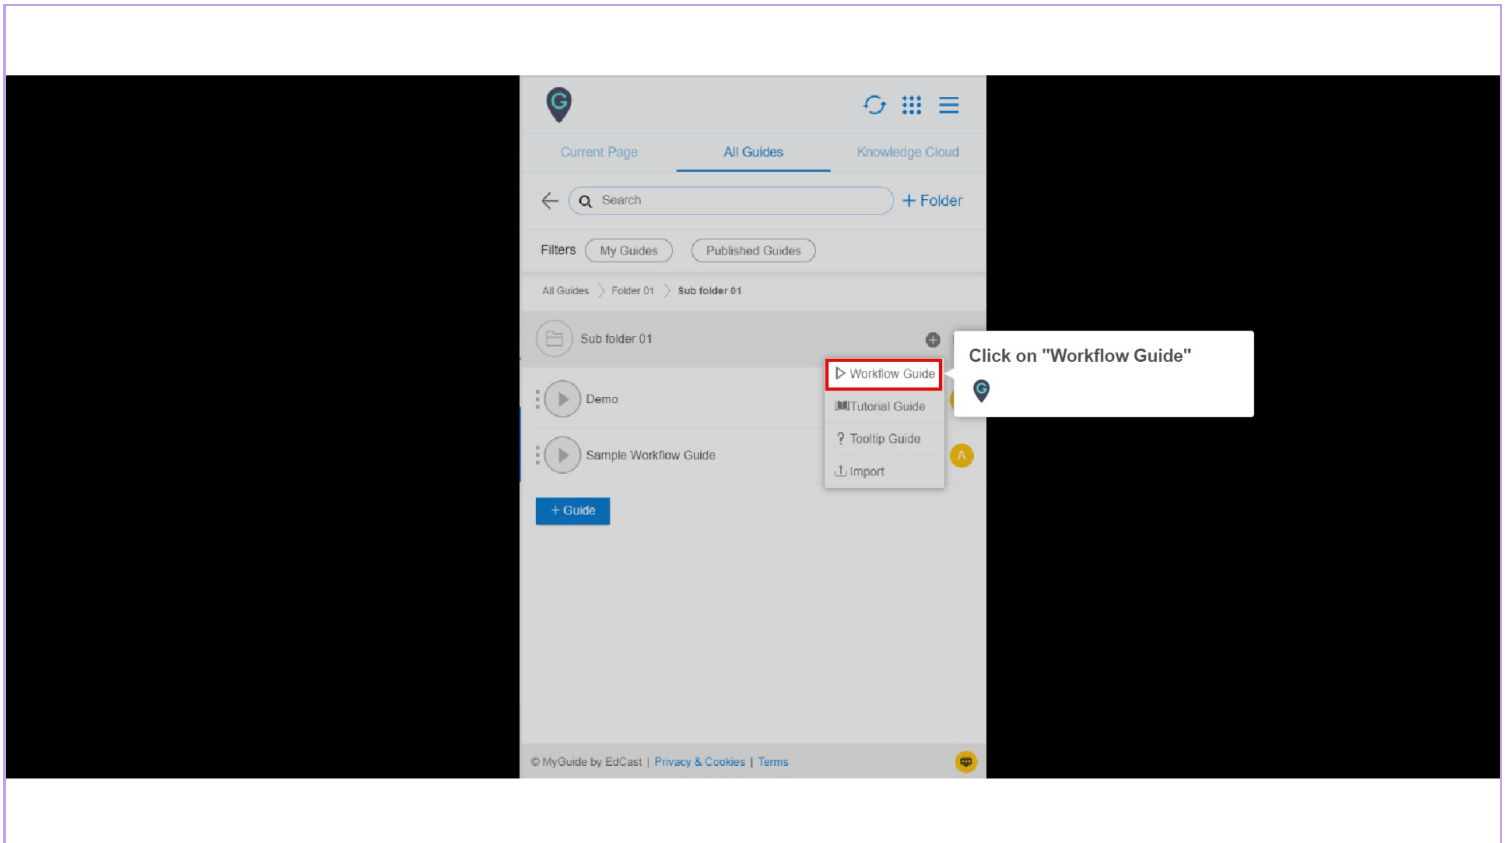 G
Current Page
All Guides
Knowledge Cloud
Search
+ Folder
Filters
My Guides
Published Guides
All Guides > Folder 01 > Sub folder 01
Sub folder 01
Click on "Workflow Guide"
G
Workflow Guide
Demo
Tutorial Guide
? Tooltip Guide
Sample Workflow Guide
A
Import
+ Guide
© MyGuide by EdCast | Privacy & Cookies | Terms